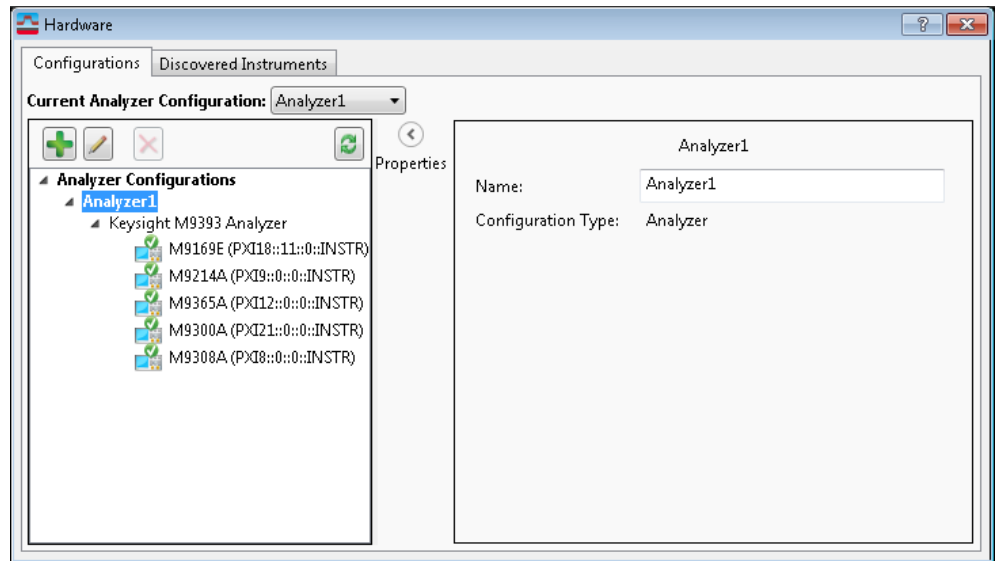 Hardware
?
Configurations
Discovered Instruments
Current Analyzer Configuration: Analyzer1
Properties
Analyzer Configurations
Analyzer1
Keysight M9393 Analyzer
M9169E (PXI18::11::0::INSTR)
M9214A (PXI9::0::0::INSTR)
M9365A (PXI12::0::0::INSTR)
M9300A (PXI21::0::0::INSTR)
M9308A (PXI8::0::0::INSTR)
Analyzer1
Name: Analyzer1
Configuration Type: Analyzer